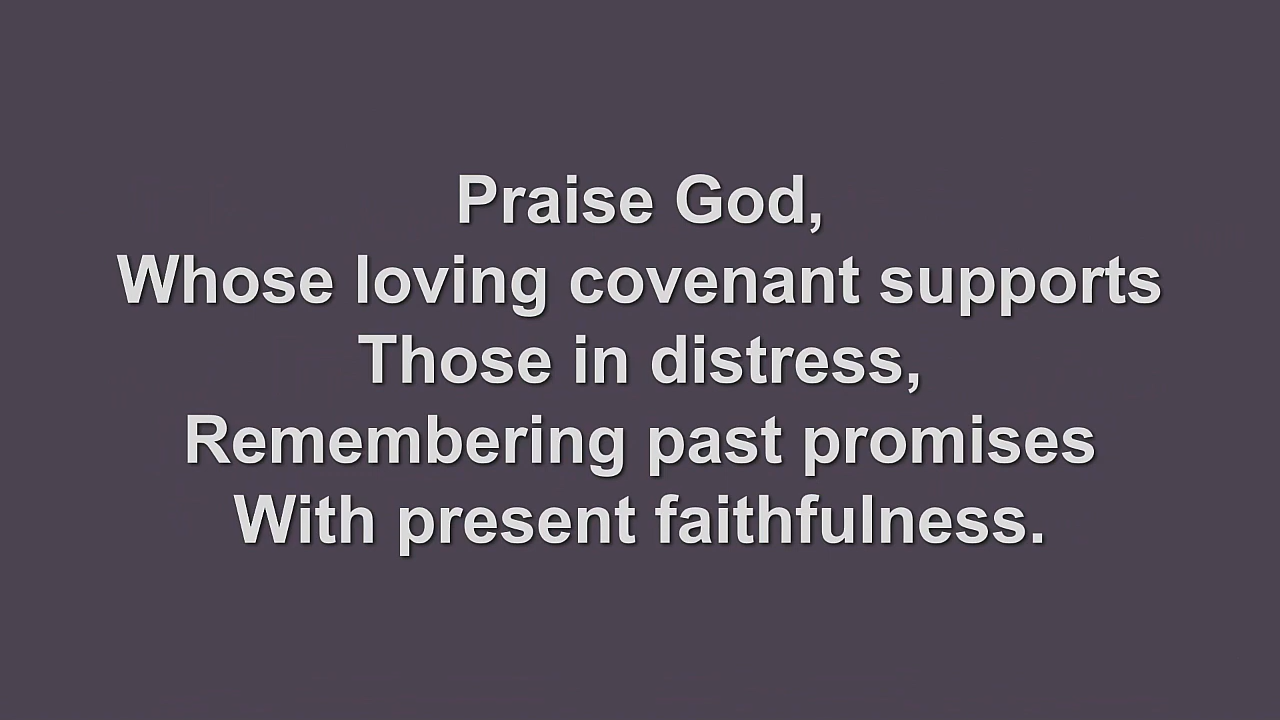 Praise God,
Whose loving covenant supports
Those in distress,
Remembering past promises
With present faithfulness.